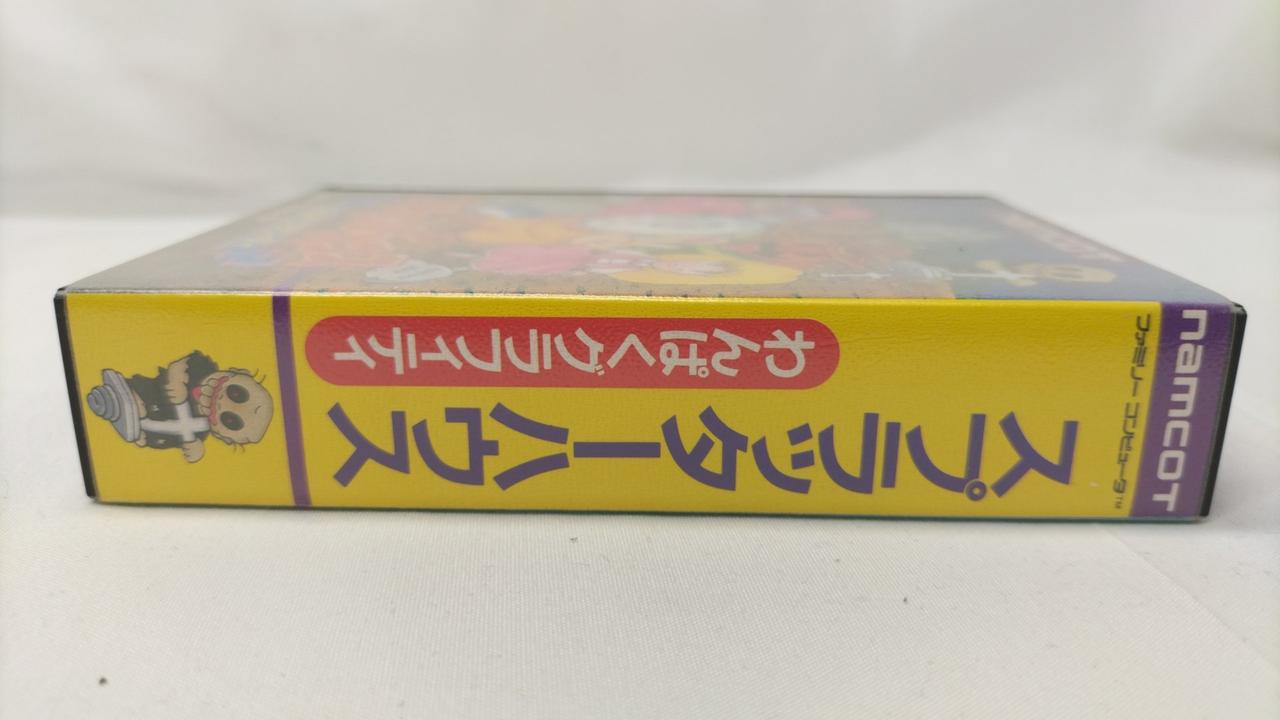 namcot
ファミリーコンピュータ™
スプラッターハウス
わんぱくグラフィティ